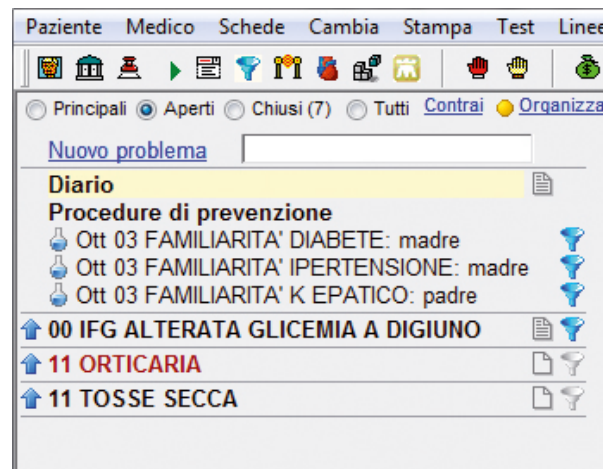 Paziente Medico Schede Cambia Stampa Test Linee
Principali Aperti Chiusi (7) Tutti Contrai Organizza
Nuovo problema
Diario
Procedure di prevenzione
Ott 03 FAMILIARITA' DIABETE: madre
Ott 03 FAMILIARITA' IPERTENSIONE: madre
Ott 03 FAMILIARITA' K EPATICO: padre
00 IFG ALTERATA GLICEMIA A DIGIUNO
11 ORTICARIA
11 TOSSE SECCA